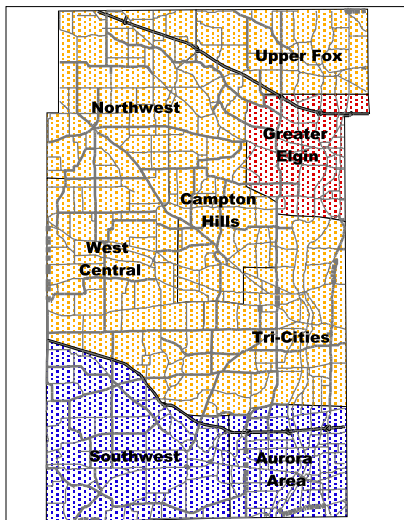 Upper Fox
Northwest
Greater
Elgin
Campton
Hills
West
Central
Tri-Cities
Southwest
Aurora
Area